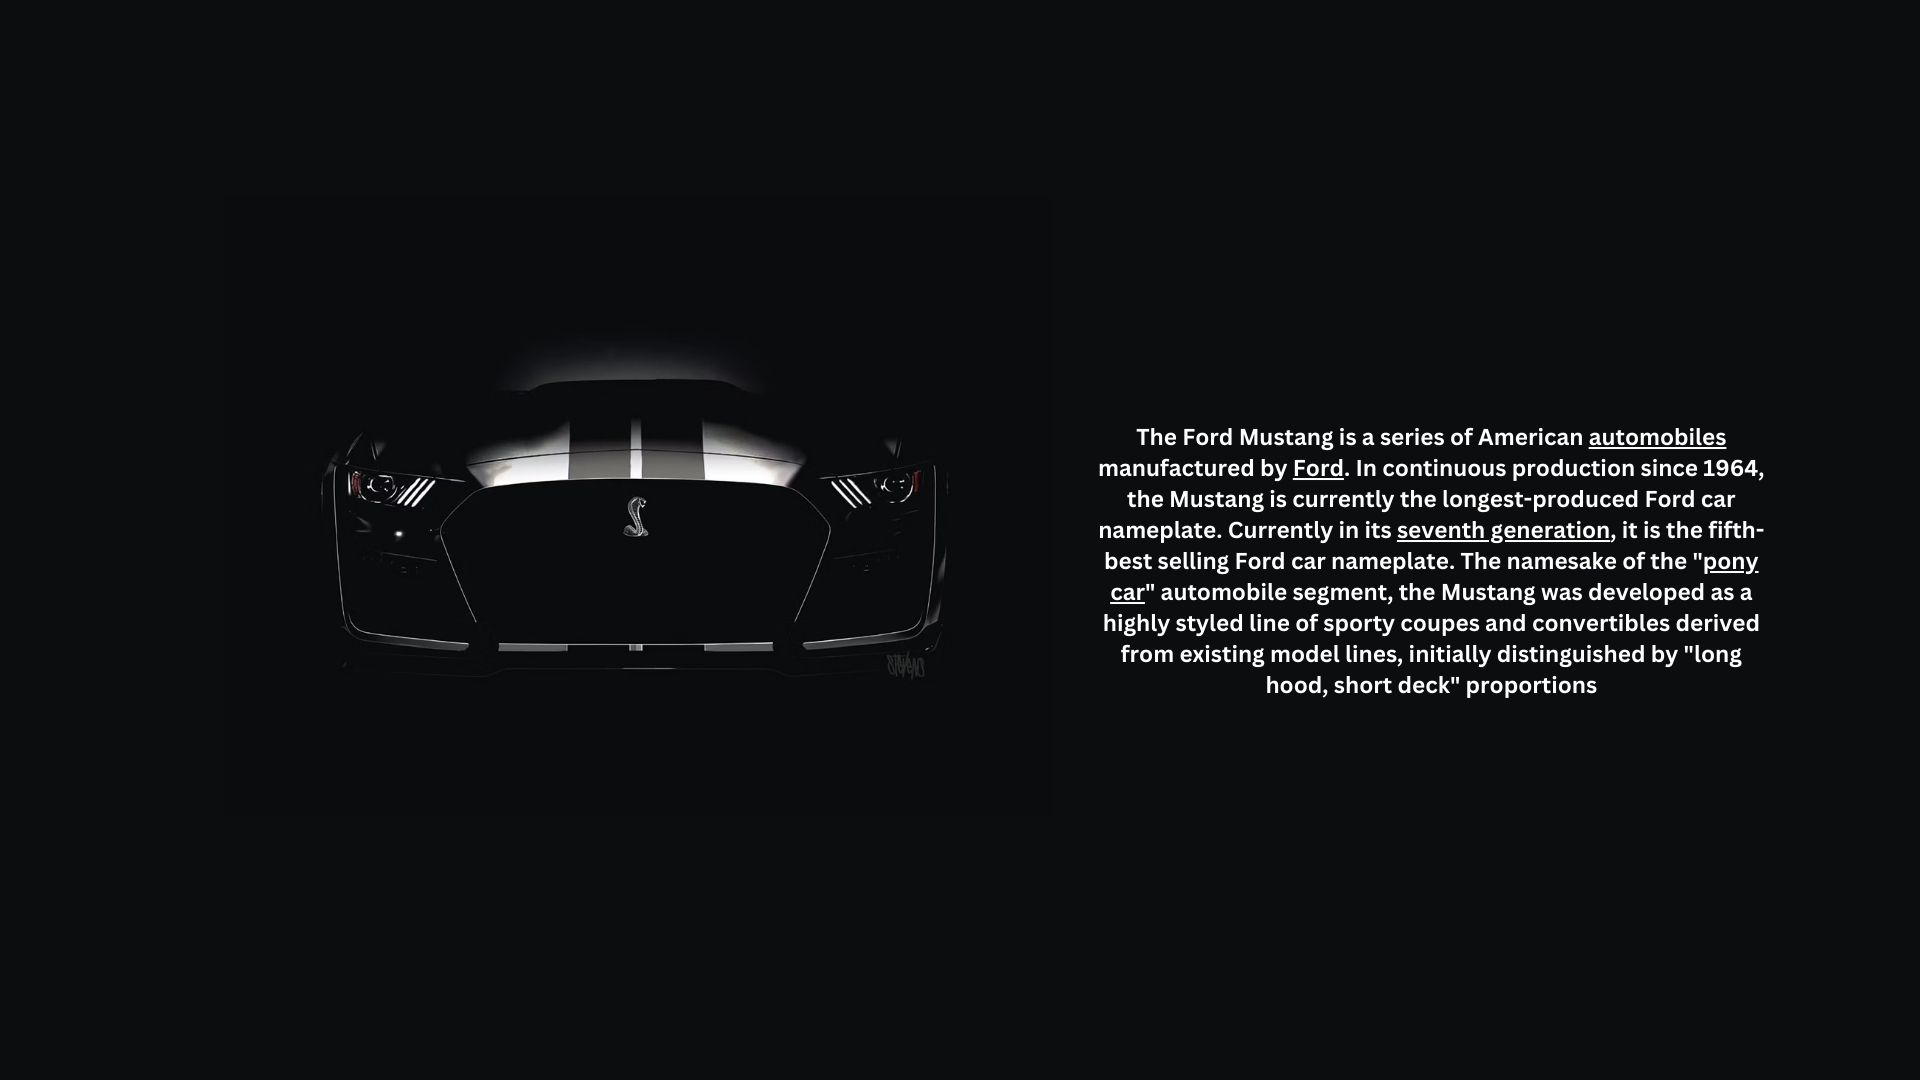 The Ford Mustang is a series of American automobiles
manufactured by Ford. In continuous production since 1964,
the Mustang is currently the longest-produced Ford car
nameplate. Currently in its seventh generation, it is the fifth-
best selling Ford car nameplate. The namesake of the "pony
car" automobile segment, the Mustang was developed as a
highly styled line of sporty coupes and convertibles derived
from existing model lines, initially distinguished by "long
hood, short deck" proportions